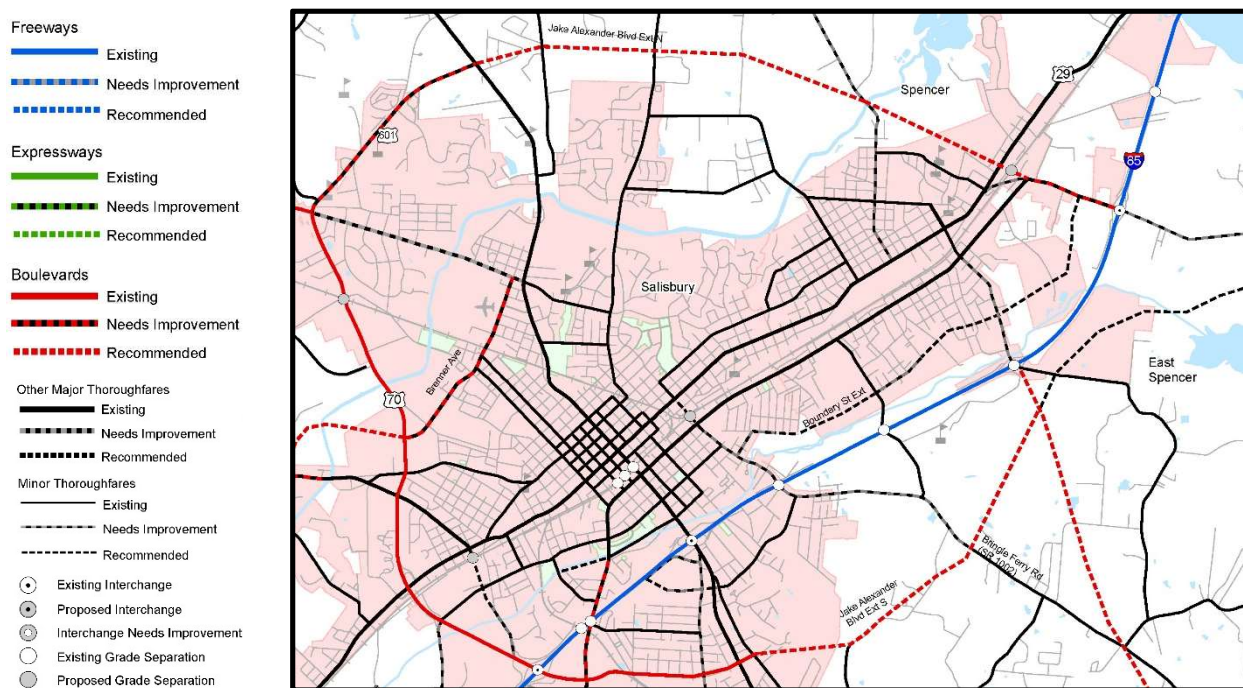 Freeways
Existing
Needs Improvement
Recommended
Expressways
Existing
Needs Improvement
Recommended
Boulevards
Existing
Needs Improvement
Recommended
Other Major Thoroughfares
Existing
Needs Improvement
Recommended
Minor Thoroughfares
Existing
Needs Improvement
Recommended
Existing Interchange
Proposed Interchange
Interchange Needs Improvement
Existing Grade Separation
Proposed Grade Separation
Jake Alexander Blvd Ext N
29
Spencer
601
85
Salisbury
Brenner Ave
70
East
Spencer
Boundary St Ext
Bringle Ferry Rd
(SR 1002)
Jake Alexander
Blvd Ext S